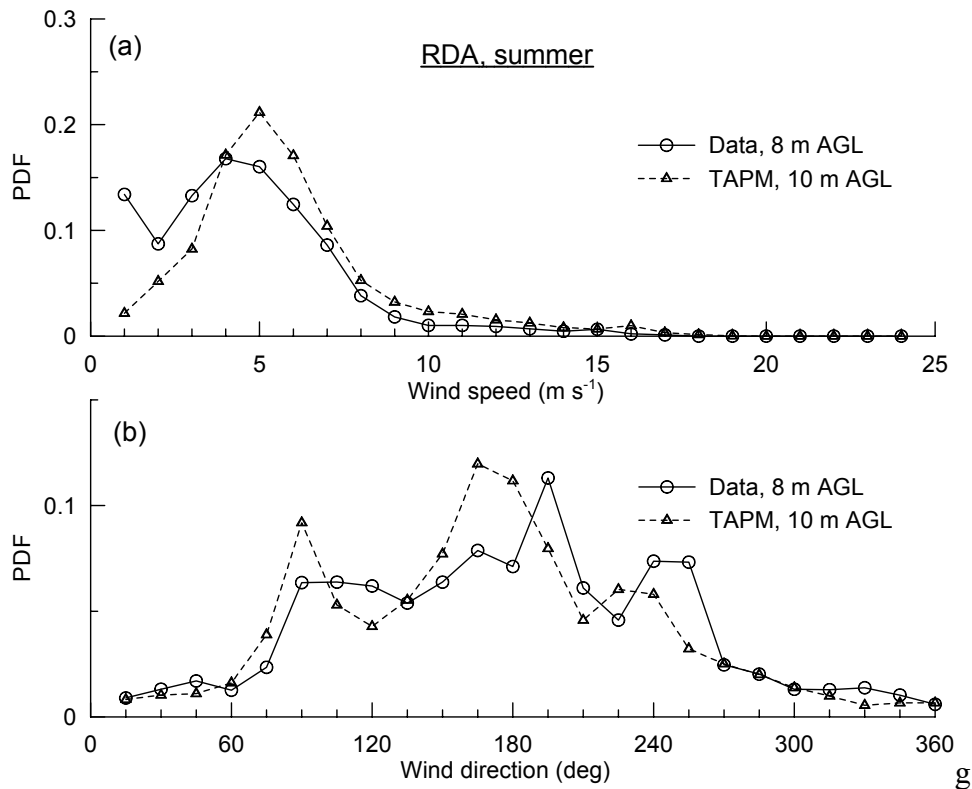 0.3
(a)
RDA, summer
0.2
Data, 8 m AGL
TAPM, 10 m AGL
PDF
0.1
0
0 5 10 15 20 25
Wind speed (m s⁻¹)
(b)
Data, 8 m AGL
TAPM, 10 m AGL
0.1
PDF
0
0 60 120 180 240 300 360
Wind direction (deg)
g